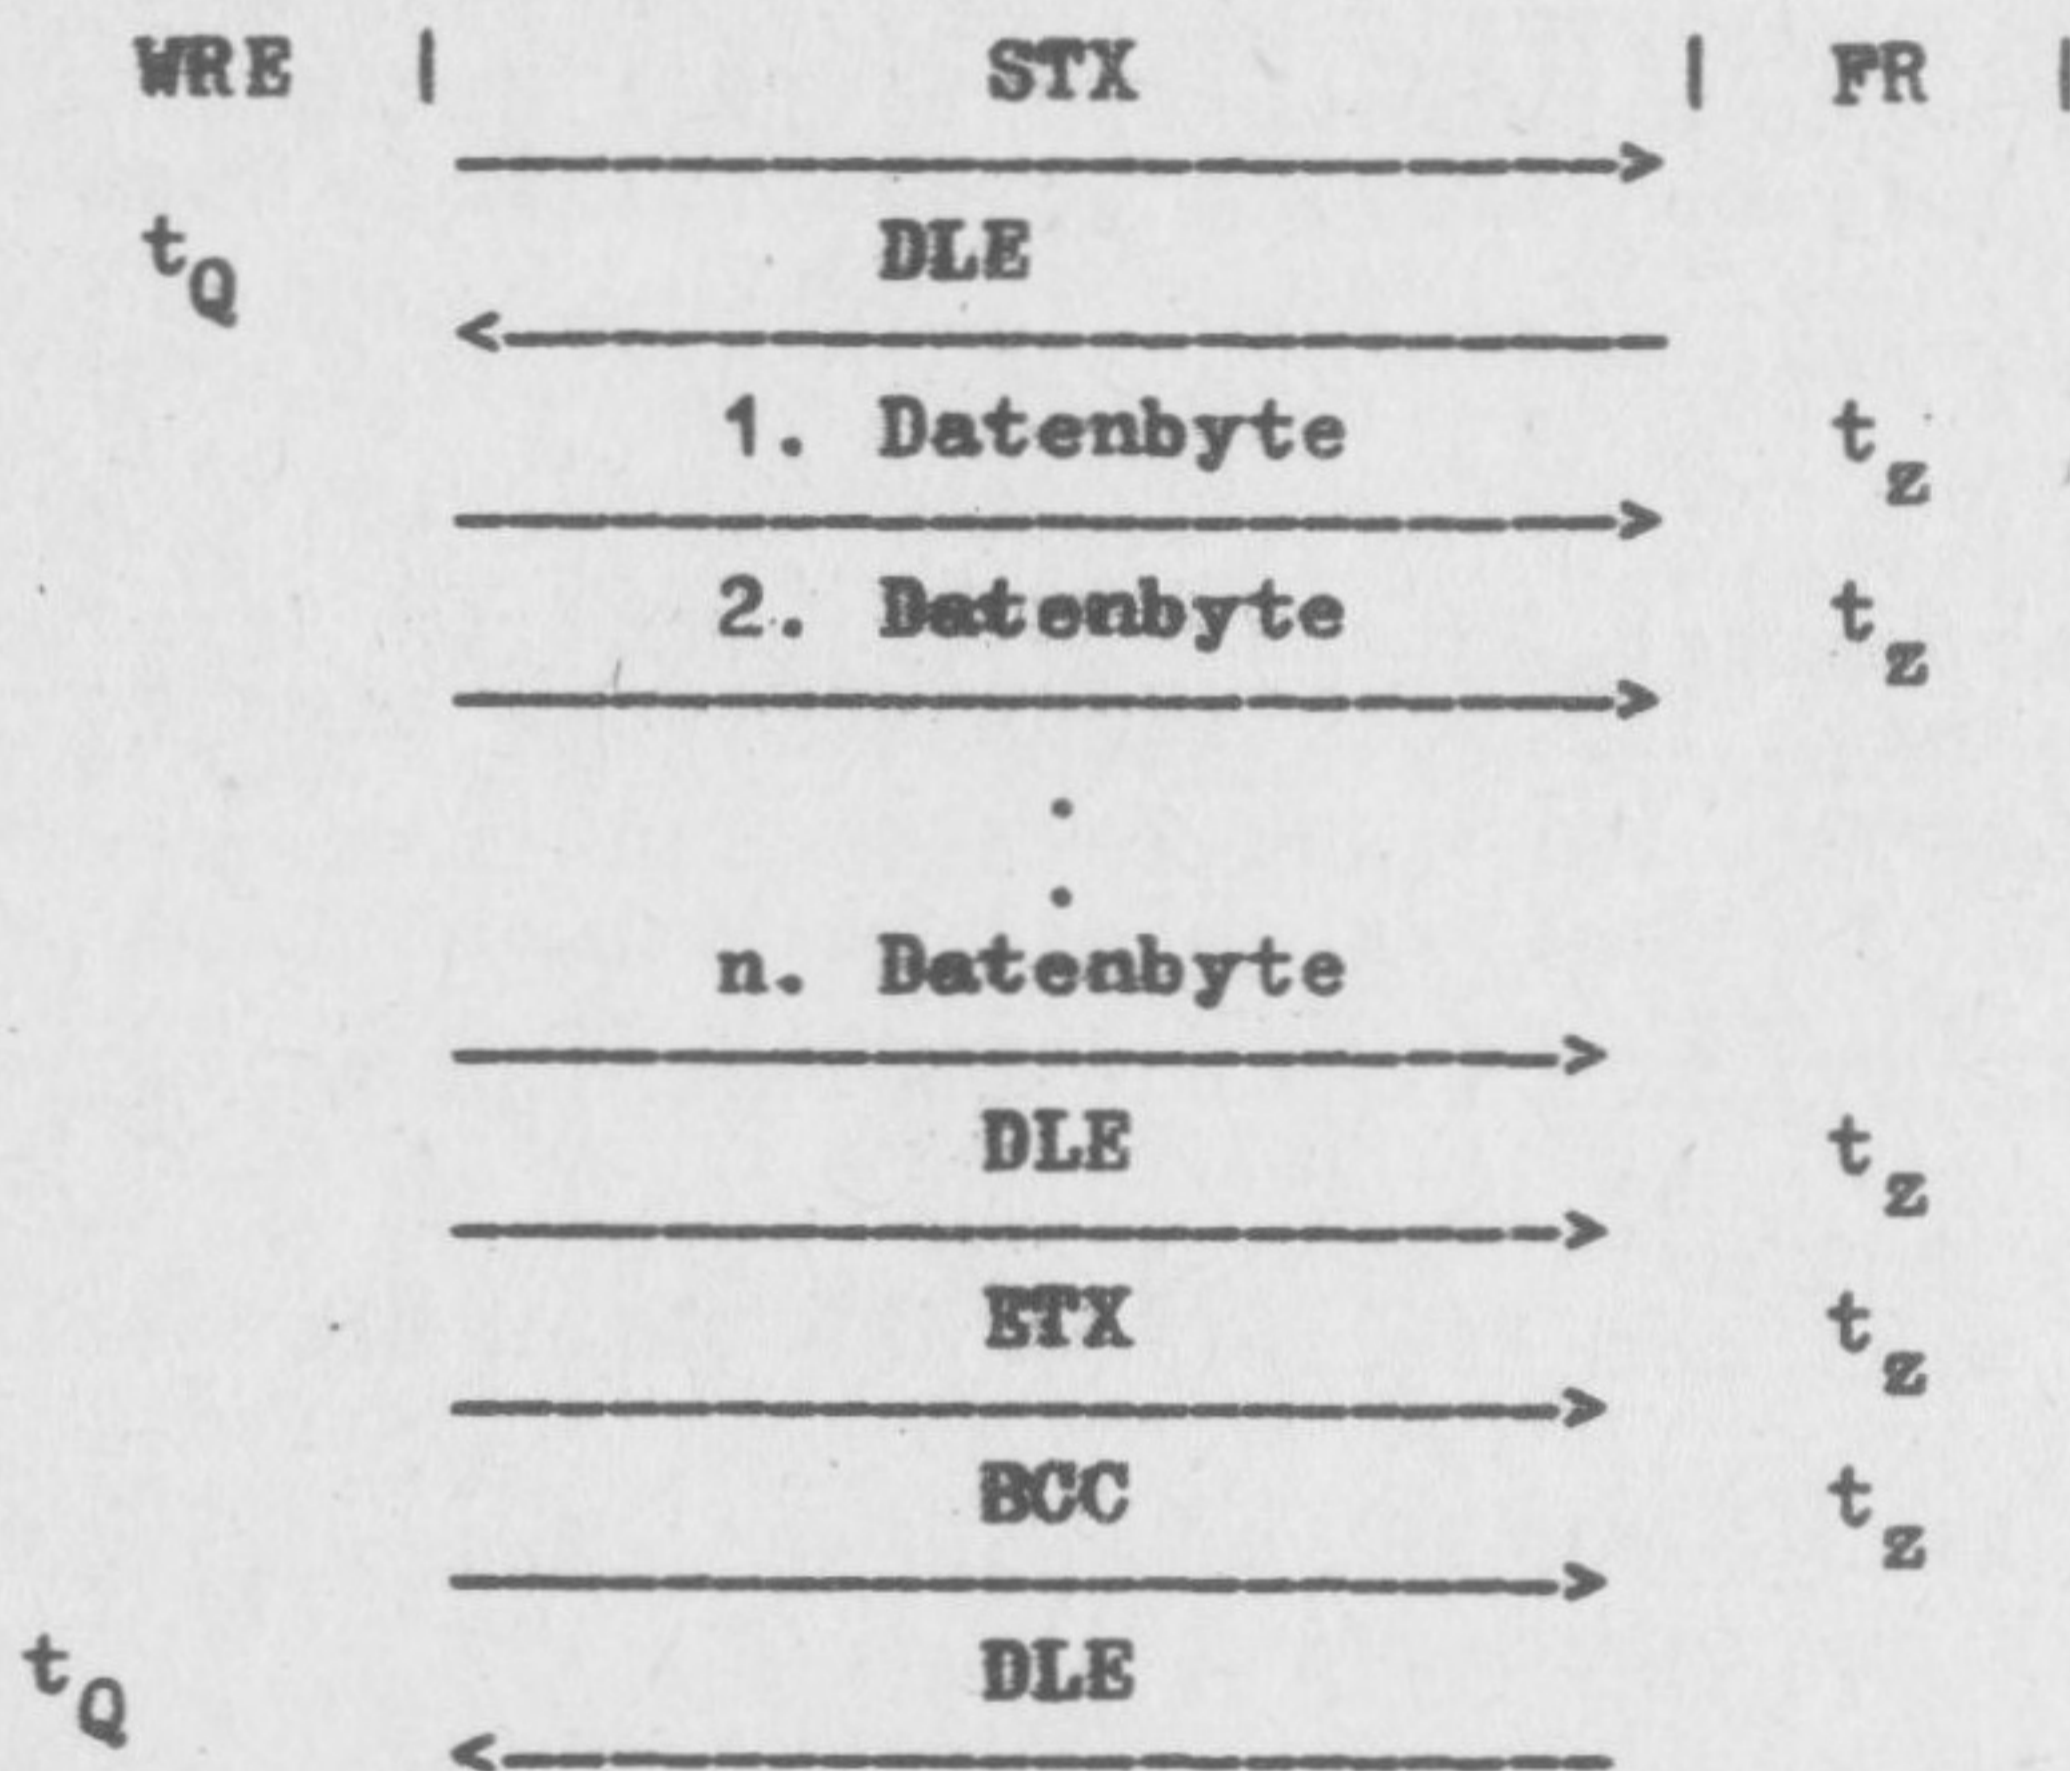 WRE | STX | FR |
------------------------>
t_Q DLE
<------------------------
1. Datenbyte t_z
------------------------>
2. Datenbyte t_z
------------------------>
.
.
n. Datenbyte
----------------------->
DLE t_z
----------------------->
ETX t_z
----------------------->
BCC t_z
----------------------->
t_Q DLE
<-----------------------